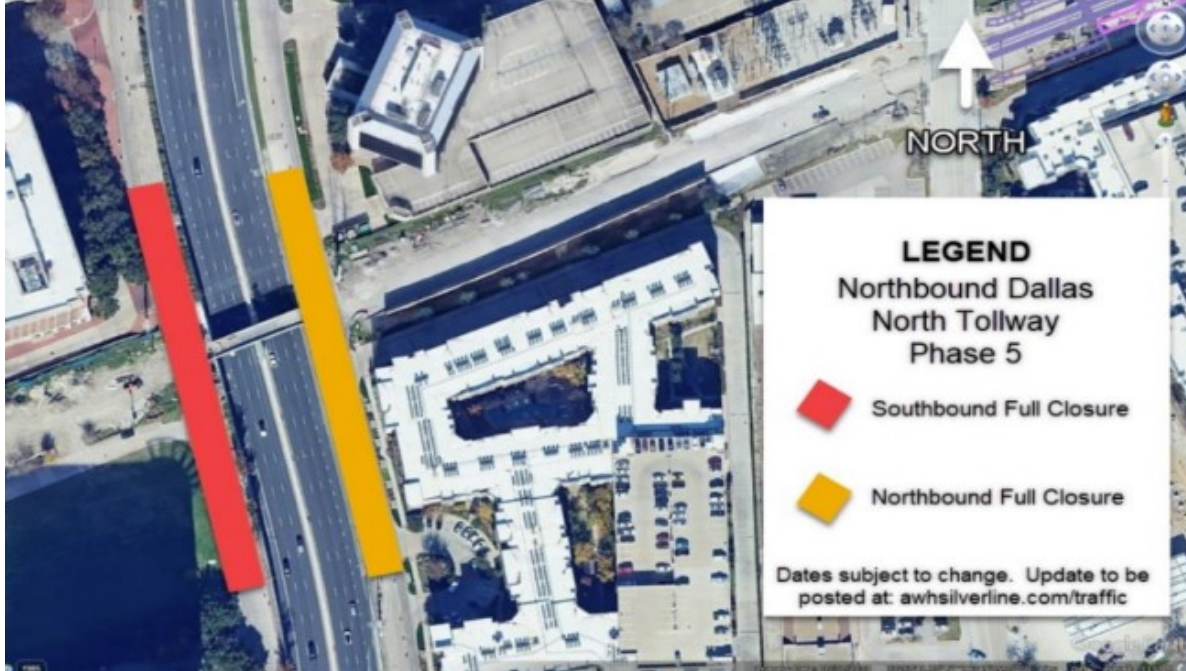 NORTH
LEGEND
Northbound Dallas
North Tollway
Phase 5
Southbound Full Closure
Northbound Full Closure
Dates subject to change. Update to be
posted at: awhsilverline.com/traffic